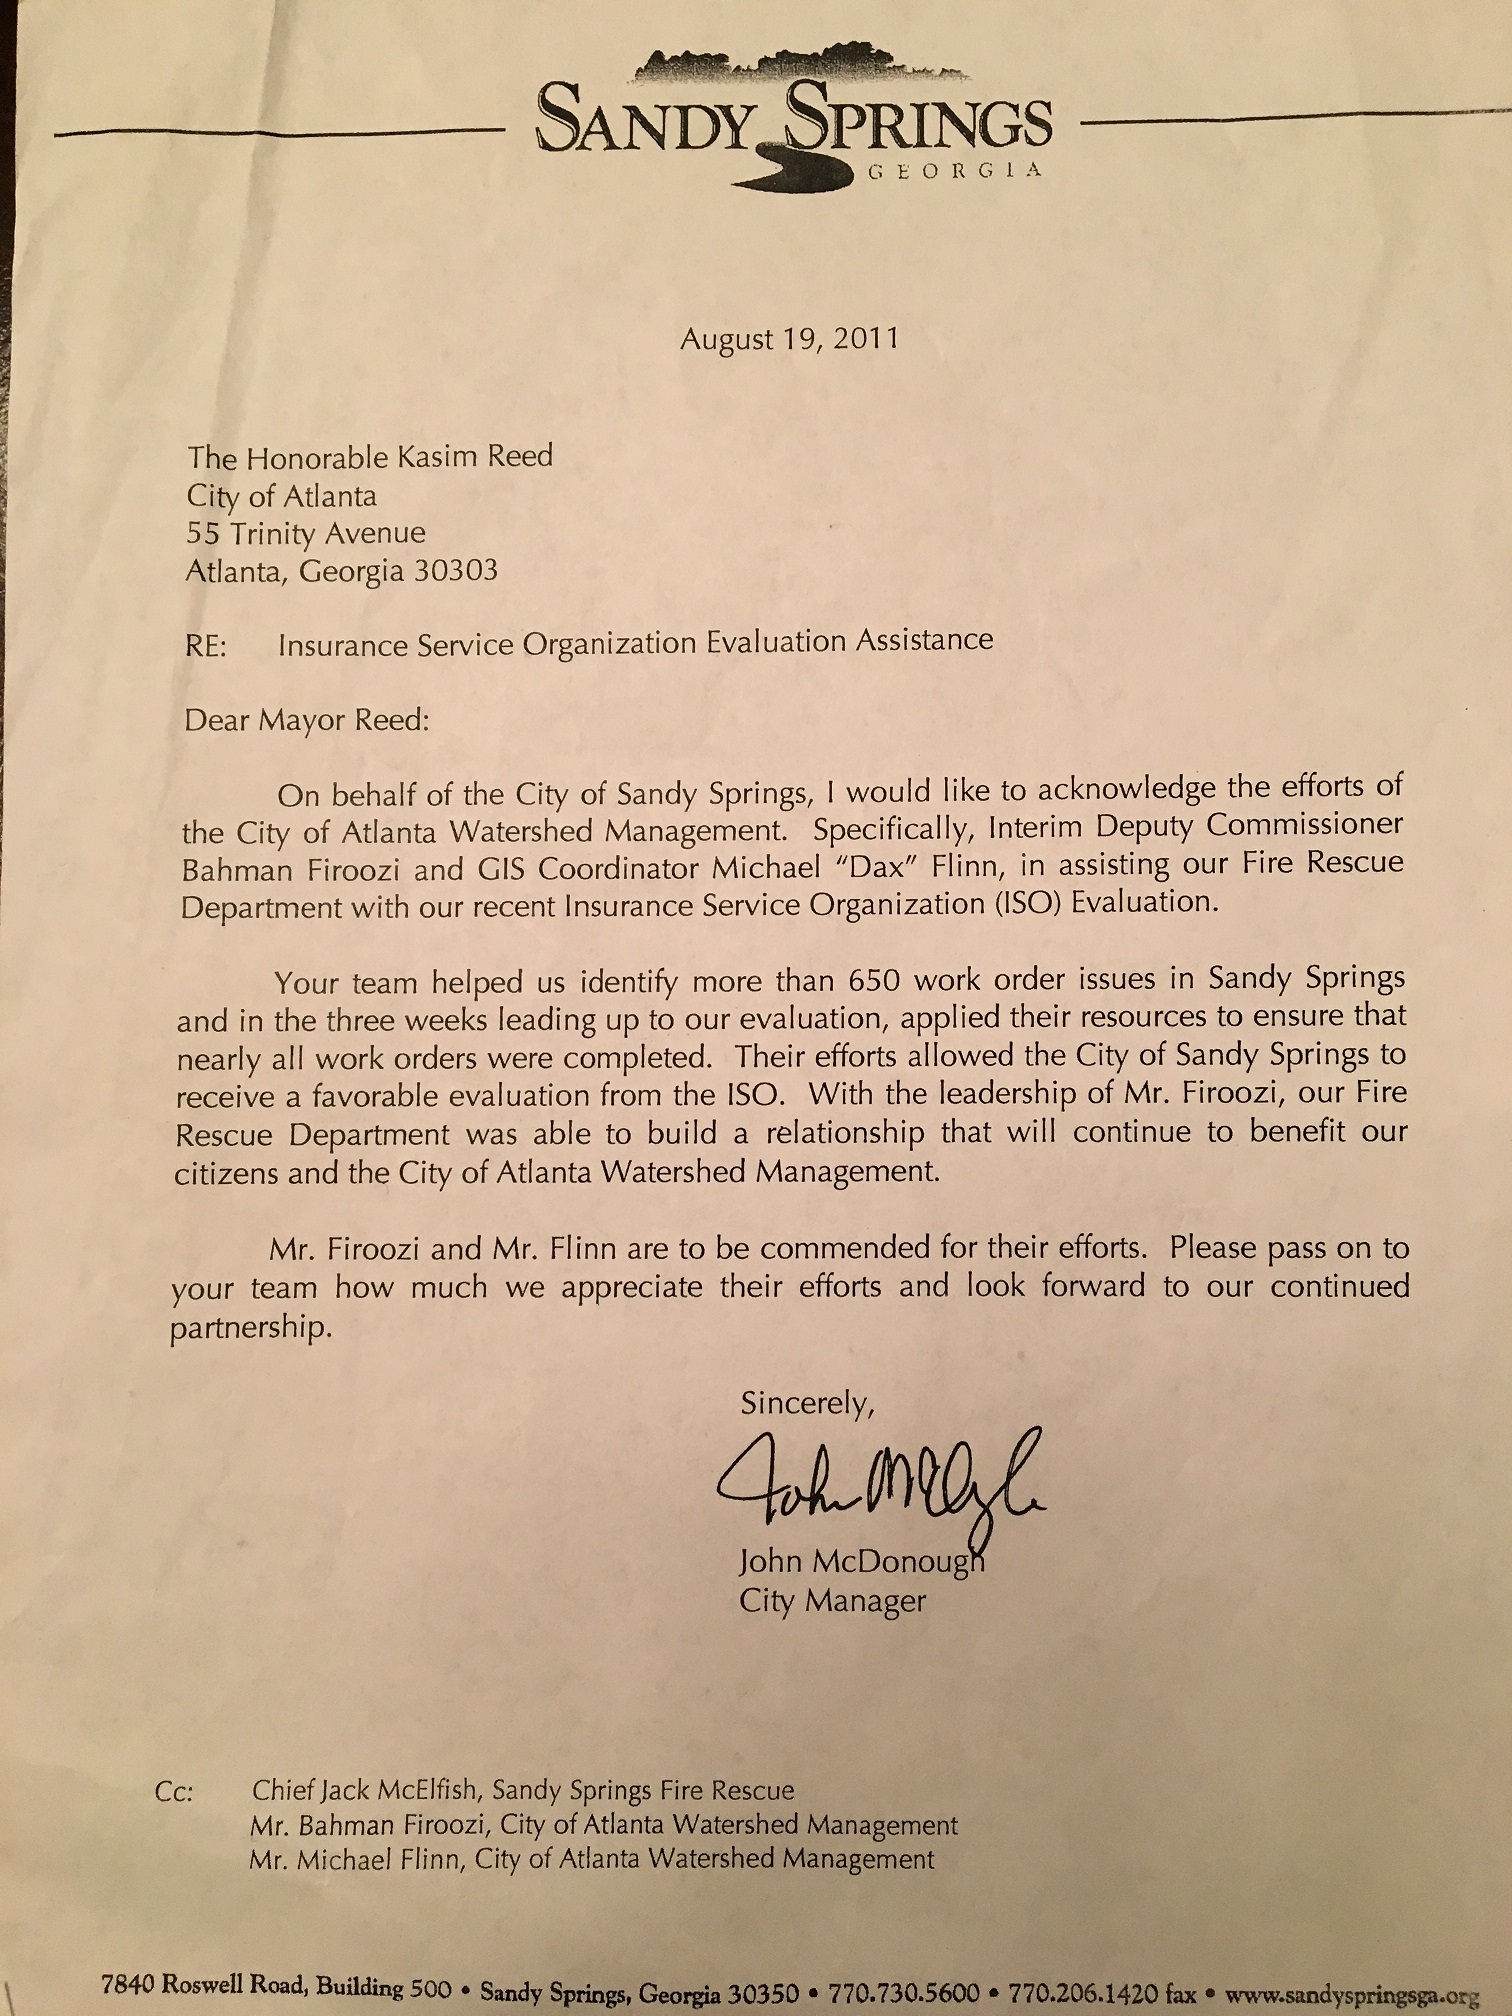 SANDY SPRINGS
GEORGIA
August 19, 2011
The Honorable Kasim Reed
City of Atlanta
55 Trinity Avenue
Atlanta, Georgia 30303
RE: Insurance Service Organization Evaluation Assistance
Dear Mayor Reed:
On behalf of the City of Sandy Springs, I would like to acknowledge the efforts of
the City of Atlanta Watershed Management. Specifically, Interim Deputy Commissioner
Bahman Firoozi and GIS Coordinator Michael "Dax" Flinn, in assisting our Fire Rescue
Department with our recent Insurance Service Organization (ISO) Evaluation.
Your team helped us identify more than 650 work order issues in Sandy Springs
and in the three weeks leading up to our evaluation, applied their resources to ensure that
nearly all work orders were completed. Their efforts allowed the City of Sandy Springs to
receive a favorable evaluation from the ISO. With the leadership of Mr. Firoozi, our Fire
Rescue Department was able to build a relationship that will continue to benefit our
citizens and the City of Atlanta Watershed Management.
Mr. Firoozi and Mr. Flinn are to be commended for their efforts. Please pass on to
your team how much we appreciate their efforts and look forward to our continued
partnership.
Sincerely,
John McDonough
City Manager
Cc: Chief Jack McElfish, Sandy Springs Fire Rescue
Mr. Bahman Firoozi, City of Atlanta Watershed Management
Mr. Michael Flinn, City of Atlanta Watershed Management
7840 Roswell Road, Building 500 • Sandy Springs, Georgia 30350 • 770.730.5600 • 770.206.1420 fax • www.sandyspringsga.org